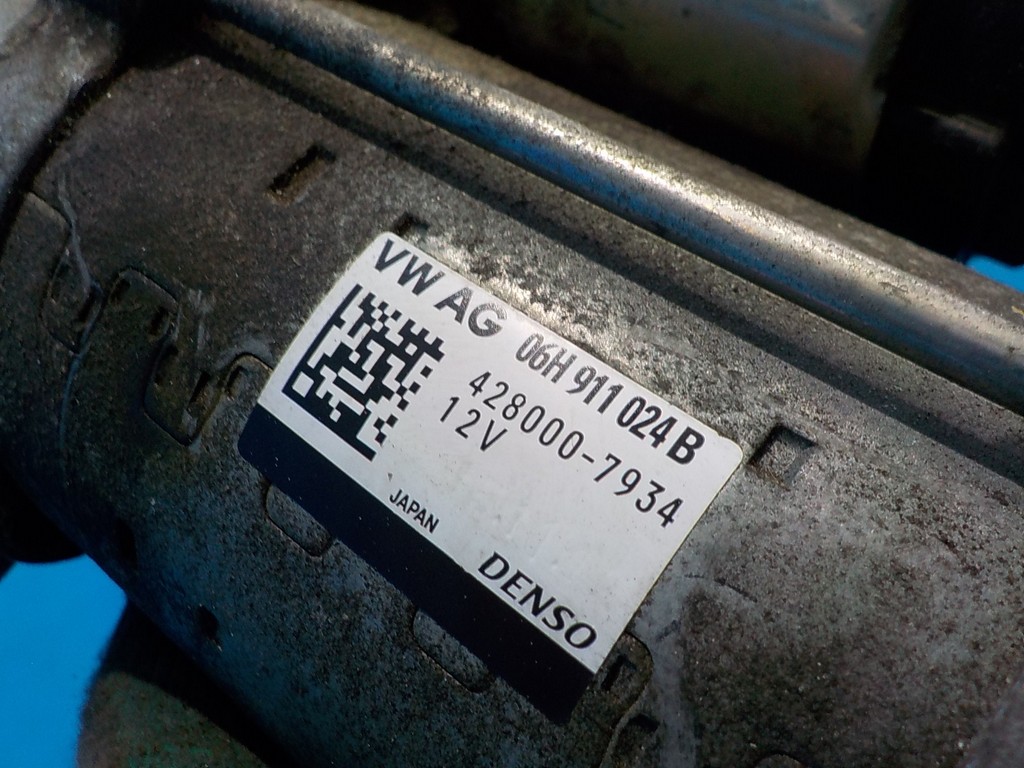 VW AG 06H 911 024 B
428000-7934
12V
JAPAN
DENSO